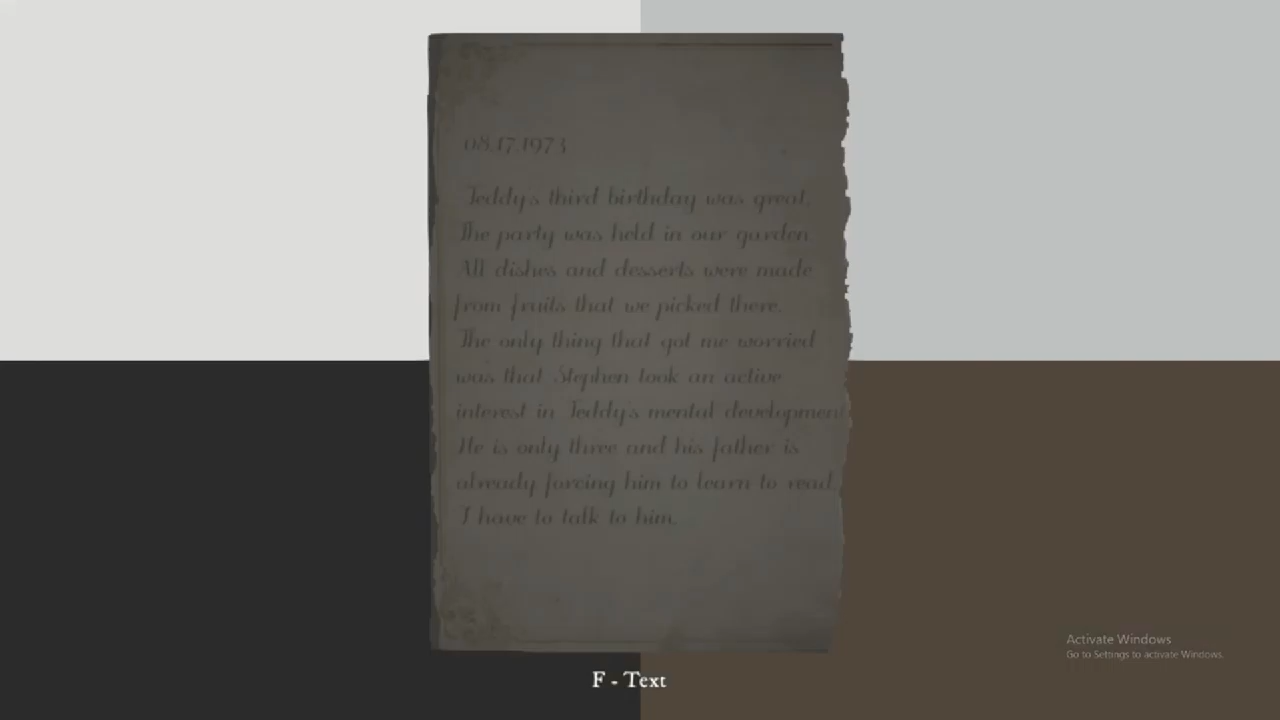 08.17.1973
Teddy's third birthday was great.
The party was held in our garden.
All dishes and desserts were made
from fruits that we picked there.
The only thing that got me worried
was that Stephen took an active
interest in Teddy's mental development.
He is only three and his father is
already forcing him to learn to read.
I have to talk to him.
Activate Windows
Go to Settings to activate Windows.
F - Text